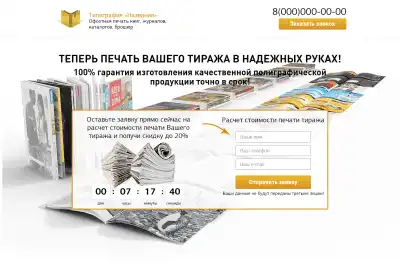 Типография «Название»
Офсетная печать книг, журналов,
каталогов, брошюр
8(000)000-00-00
Заказать звонок
ТЕПЕРЬ ПЕЧАТЬ ВАШЕГО ТИРАЖА В НАДЕЖНЫХ РУКАХ!
100% гарантия изготовления качественной полиграфической
продукции точно в срок!
Оставьте заявку прямо сейчас на
расчет стоимости печати Вашего
тиража и получи скидку до 20%
Расчет стоимости печати тиража
Ваше имя
Ваш телефон
Ваш e-mail
00 : 07 : 17 : 40
дни часы минуты секунды
Отправить заявку
Ваши данные не будут переданы третьим лицам!